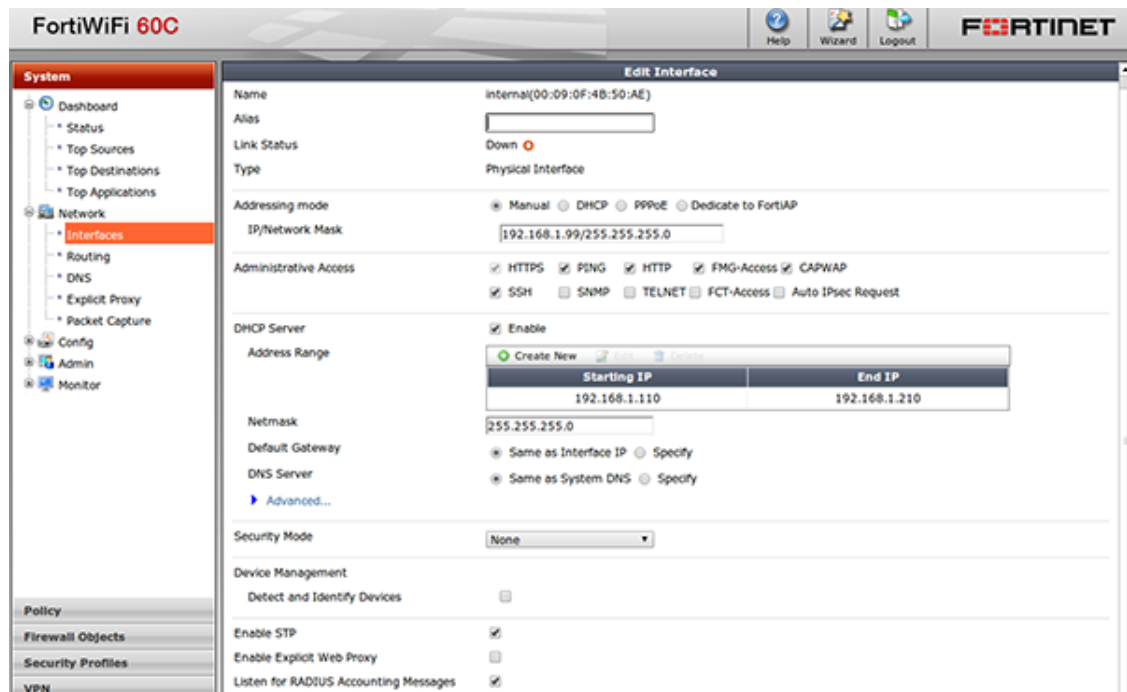 FortiWiFi 60C
Help Wizard Logout
FORTINET
System
Dashboard
Status
Top Sources
Top Destinations
Top Applications
Network
Interfaces
Routing
DNS
Explicit Proxy
Packet Capture
Config
Admin
Monitor
Policy
Firewall Objects
Security Profiles
VPN
Edit Interface
Name internal(00:09:0F:4B:50:AE)
Alias
Link Status Down
Type Physical Interface
Addressing mode Manual DHCP PPPoE Dedicate to FortiAP
IP/Network Mask 192.168.1.99/255.255.255.0
Administrative Access HTTPS PING HTTP FMG-Access CAPWAP
SSH SNMP TELNET FCT-Access Auto IPsec Request
DHCP Server Enable
Address Range Create New Edit Delete
Starting IP End IP
192.168.1.110 192.168.1.210
Netmask 255.255.255.0
Default Gateway Same as Interface IP Specify
DNS Server Same as System DNS Specify
Advanced...
Security Mode None
Device Management
Detect and Identify Devices
Enable STP
Enable Explicit Web Proxy
Listen for RADIUS Accounting Messages